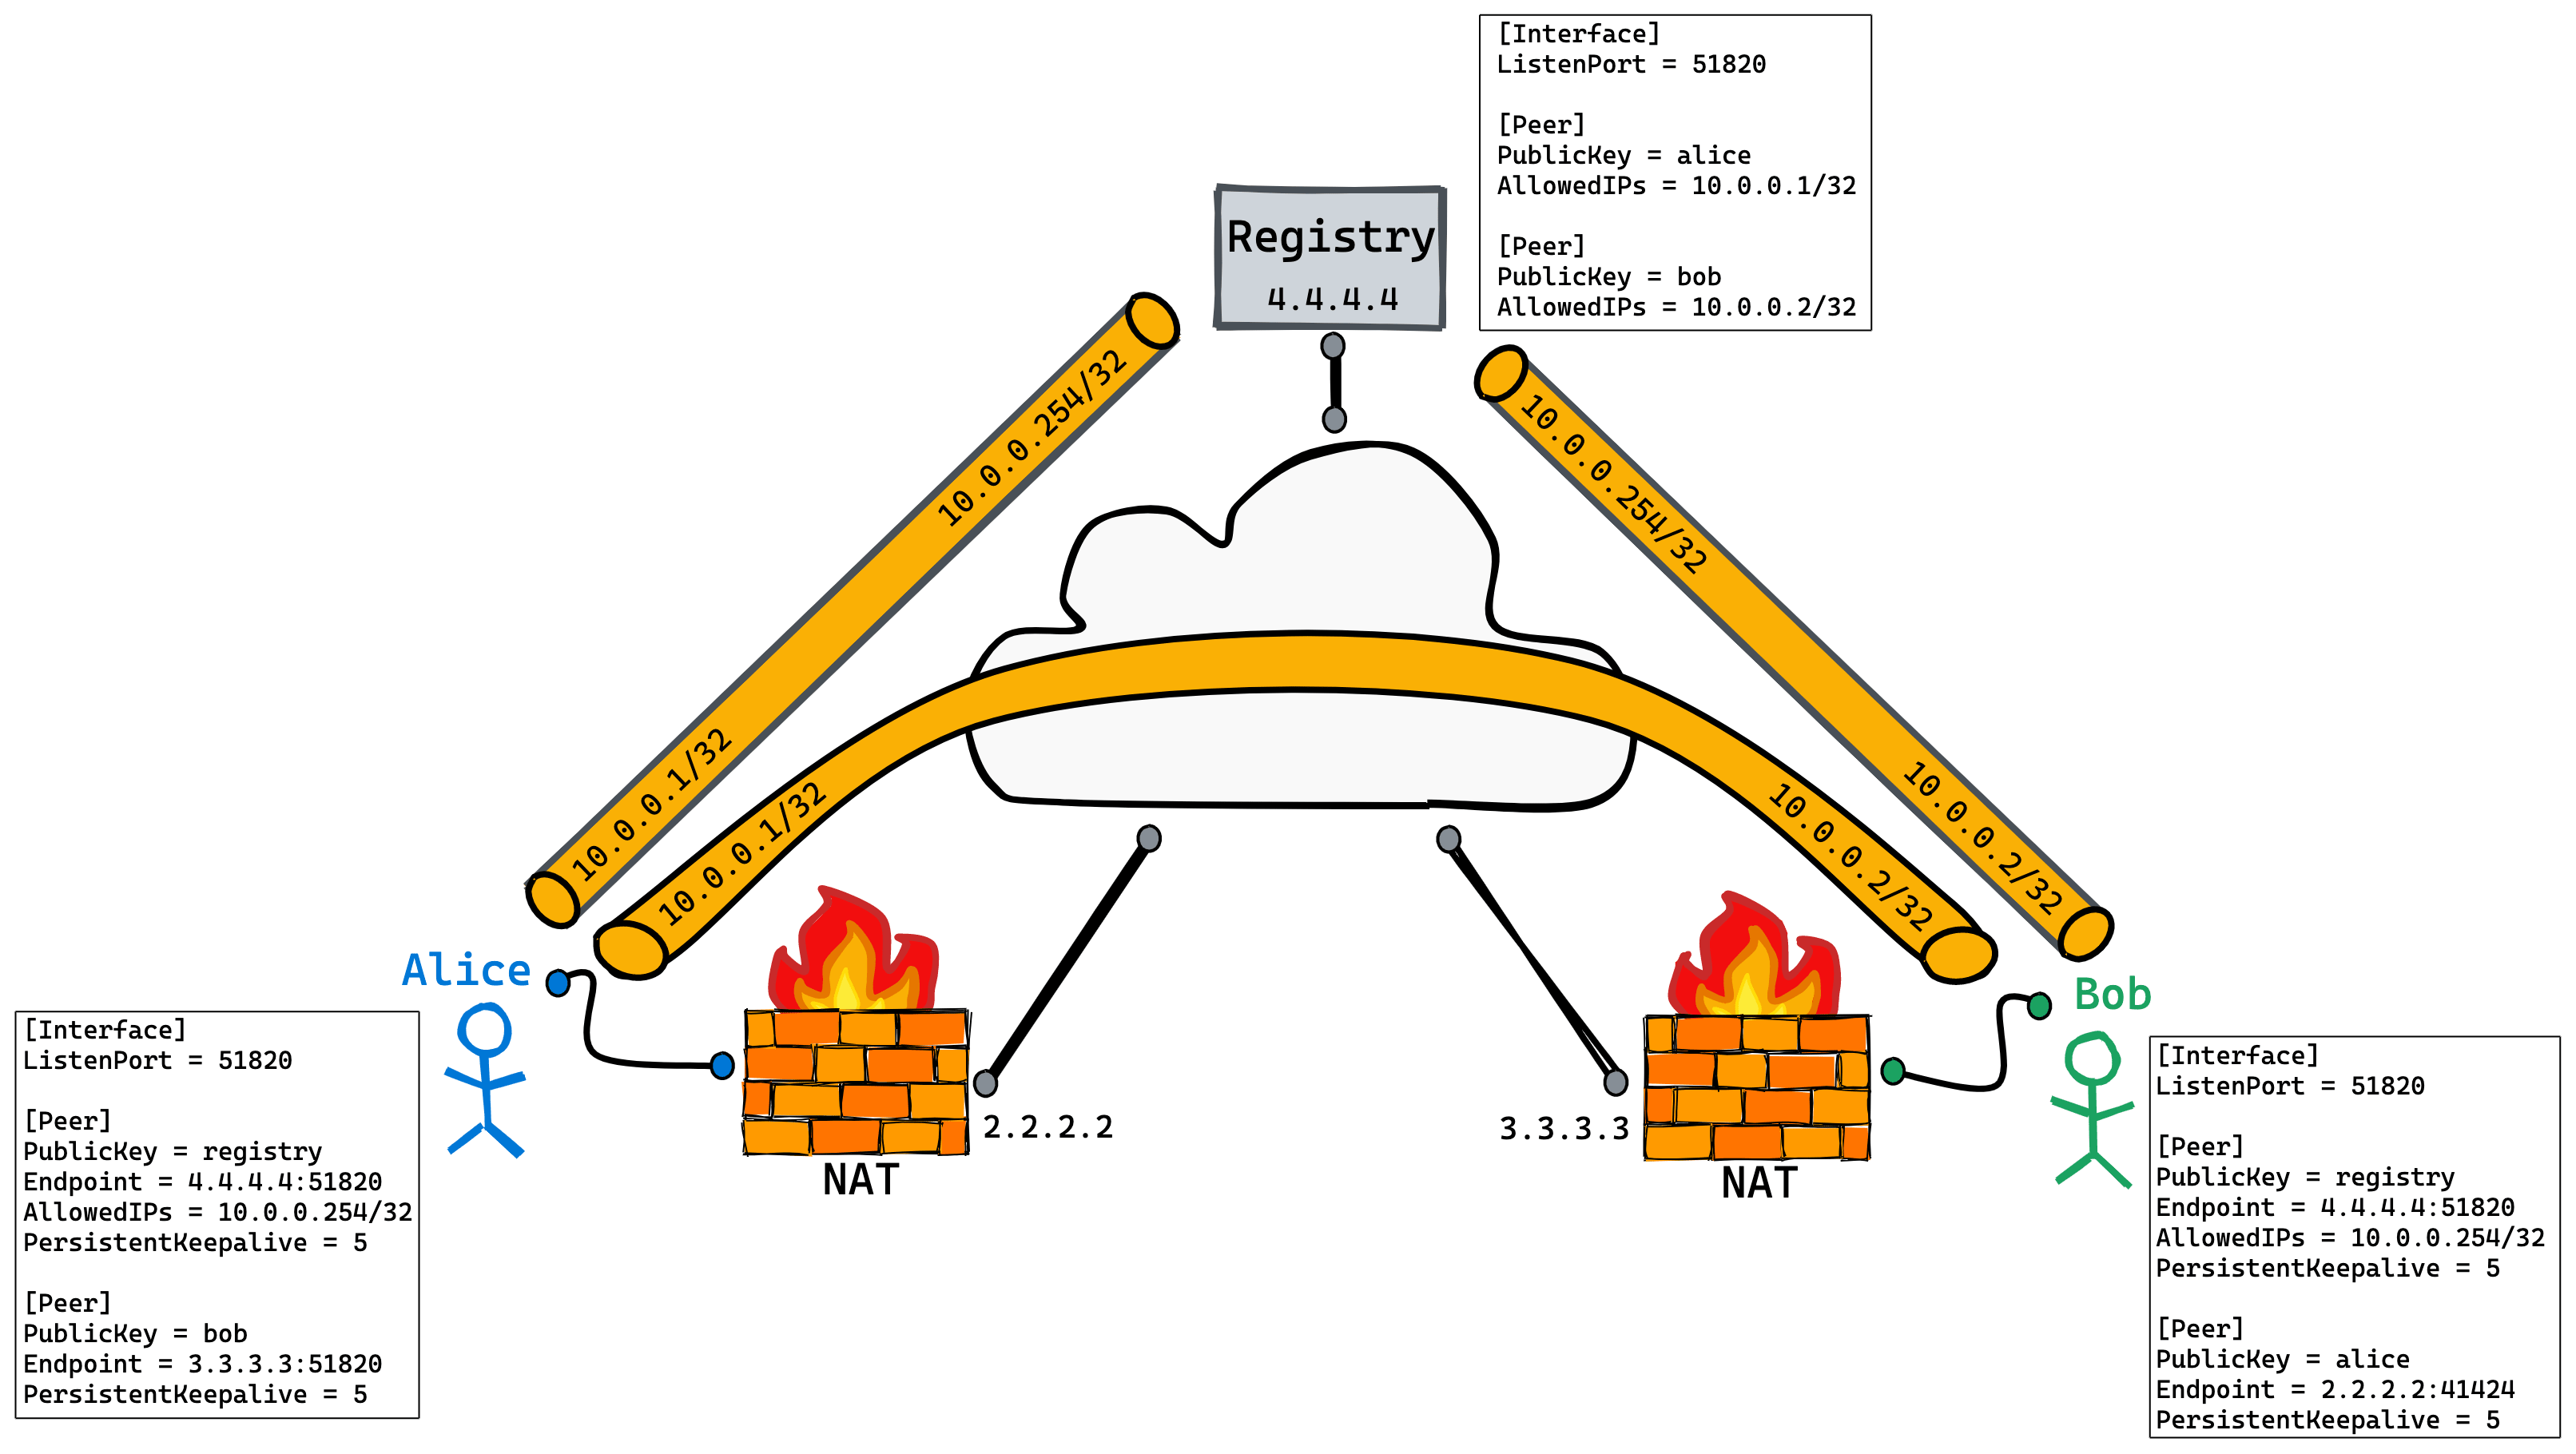 [Interface]
ListenPort = 51820
[Peer]
PublicKey = alice
AllowedIPs = 10.0.0.1/32
[Peer]
PublicKey = bob
AllowedIPs = 10.0.0.2/32
Registry
4.4.4.4
10.0.0.254/32
10.0.0.1/32
10.0.0.254/32
10.0.0.2/32
10.0.0.1/32
10.0.0.2/32
Alice
[Interface]
ListenPort = 51820
[Peer]
PublicKey = registry
Endpoint = 4.4.4.4:51820
AllowedIPs = 10.0.0.254/32
PersistentKeepalive = 5
[Peer]
PublicKey = bob
Endpoint = 3.3.3.3:51820
PersistentKeepalive = 5
2.2.2.2
NAT
3.3.3.3
NAT
Bob
[Interface]
ListenPort = 51820
[Peer]
PublicKey = registry
Endpoint = 4.4.4.4:51820
AllowedIPs = 10.0.0.254/32
PersistentKeepalive = 5
[Peer]
PublicKey = alice
Endpoint = 2.2.2.2:41424
PersistentKeepalive = 5